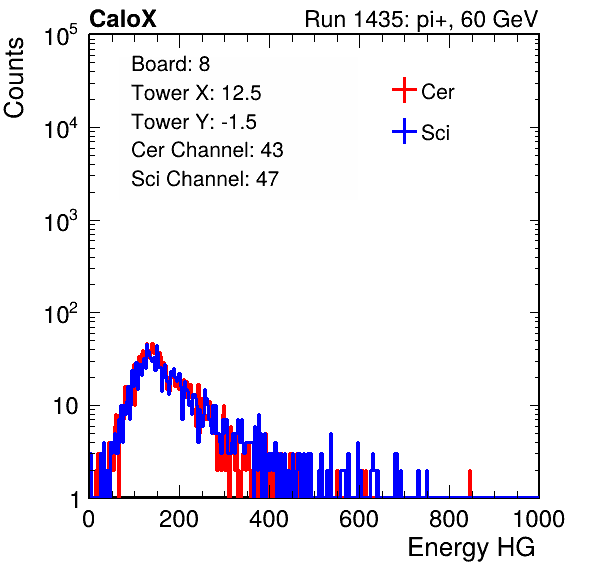 CaloX Run 1435: pi+, 60 GeV
Counts
10^5
10^4
10^3
10^2
10
1
Board: 8
Tower X: 12.5
Tower Y: -1.5
Cer Channel: 43
Sci Channel: 47
Cer
Sci
0 200 400 600 800 1000
Energy HG